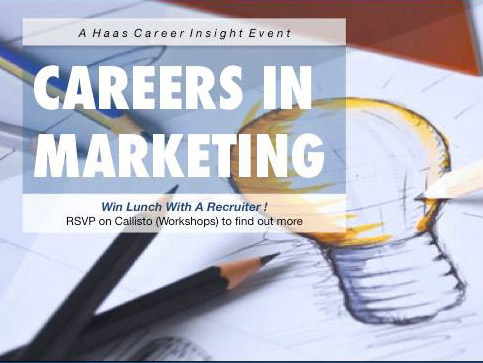 A Haas Career Insight Event
CAREERS IN
MARKETING
Win Lunch With A Recruiter !
RSVP on Callisto (Workshops) to find out more